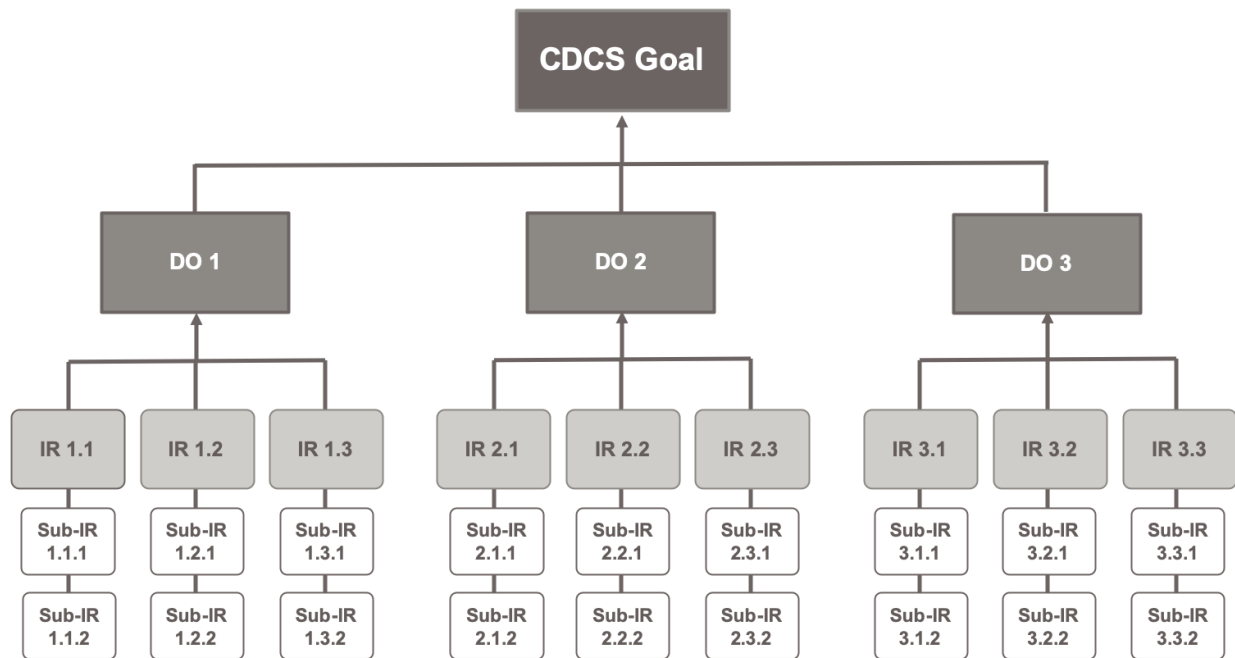 CDCS Goal
DO 1
DO 2
DO 3
IR 1.1
IR 1.2
IR 1.3
IR 2.1
IR 2.2
IR 2.3
IR 3.1
IR 3.2
IR 3.3
Sub-IR
1.1.1
Sub-IR
1.2.1
Sub-IR
1.3.1
Sub-IR
2.1.1
Sub-IR
2.2.1
Sub-IR
2.3.1
Sub-IR
3.1.1
Sub-IR
3.2.1
Sub-IR
3.3.1
Sub-IR
1.1.2
Sub-IR
1.2.2
Sub-IR
1.3.2
Sub-IR
2.1.2
Sub-IR
2.2.2
Sub-IR
2.3.2
Sub-IR
3.1.2
Sub-IR
3.2.2
Sub-IR
3.3.2